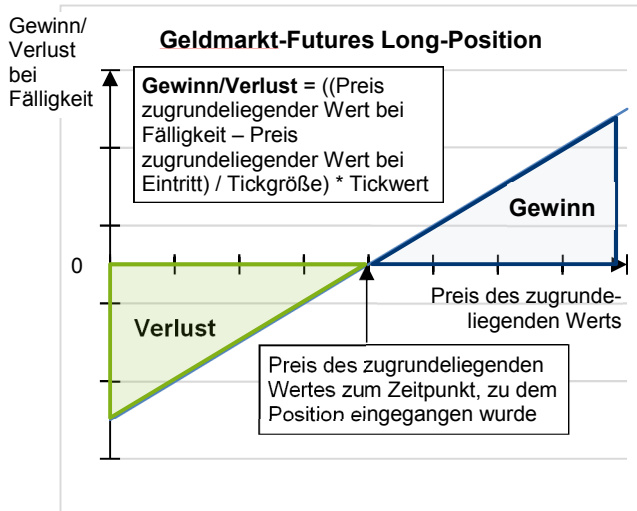 Gewinn/
Verlust
bei
Fälligkeit
Geldmarkt-Futures Long-Position
Gewinn/Verlust = ((Preis
zugrundeliegender Wert bei
Fälligkeit – Preis
zugrundeliegender Wert bei
Eintritt) / Tickgröße) * Tickwert
Gewinn
0
Preis des zugrunde-
liegenden Werts
Verlust
Preis des zugrundeliegenden
Wertes zum Zeitpunkt, zu dem
Position eingegangen wurde